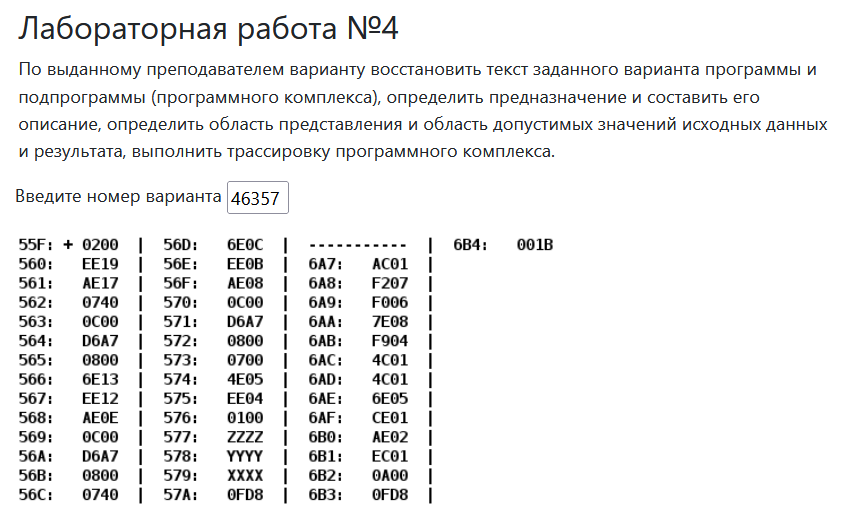 Лабораторная работа №4
По выданному преподавателем варианту восстановить текст заданного варианта программы и
подпрограммы (программного комплекса), определить предназначение и составить его
описание, определить область представления и область допустимых значений исходных данных
и результата, выполнить трассировку программного комплекса.
Введите номер варианта 46357
55F: + 0200 | 56D: 6E0C | ----------- | 6B4: 001B
560: EE19 | 56E: EE0B | 6A7: AC01 |
561: AE17 | 56F: AE08 | 6A8: F207 |
562: 0740 | 570: 0C00 | 6A9: F006 |
563: 0C00 | 571: D6A7 | 6AA: 7E08 |
564: D6A7 | 572: 0800 | 6AB: F904 |
565: 0800 | 573: 0700 | 6AC: 4C01 |
566: 6E13 | 574: 4E05 | 6AD: 4C01 |
567: EE12 | 575: EE04 | 6AE: 6E05 |
568: AE0E | 576: 0100 | 6AF: CE01 |
569: 0C00 | 577: ZZZZ | 6B0: AE02 |
56A: D6A7 | 578: YYYY | 6B1: EC01 |
56B: 0800 | 579: XXXX | 6B2: 0A00 |
56C: 0740 | 57A: 0FD8 | 6B3: 0FD8 |